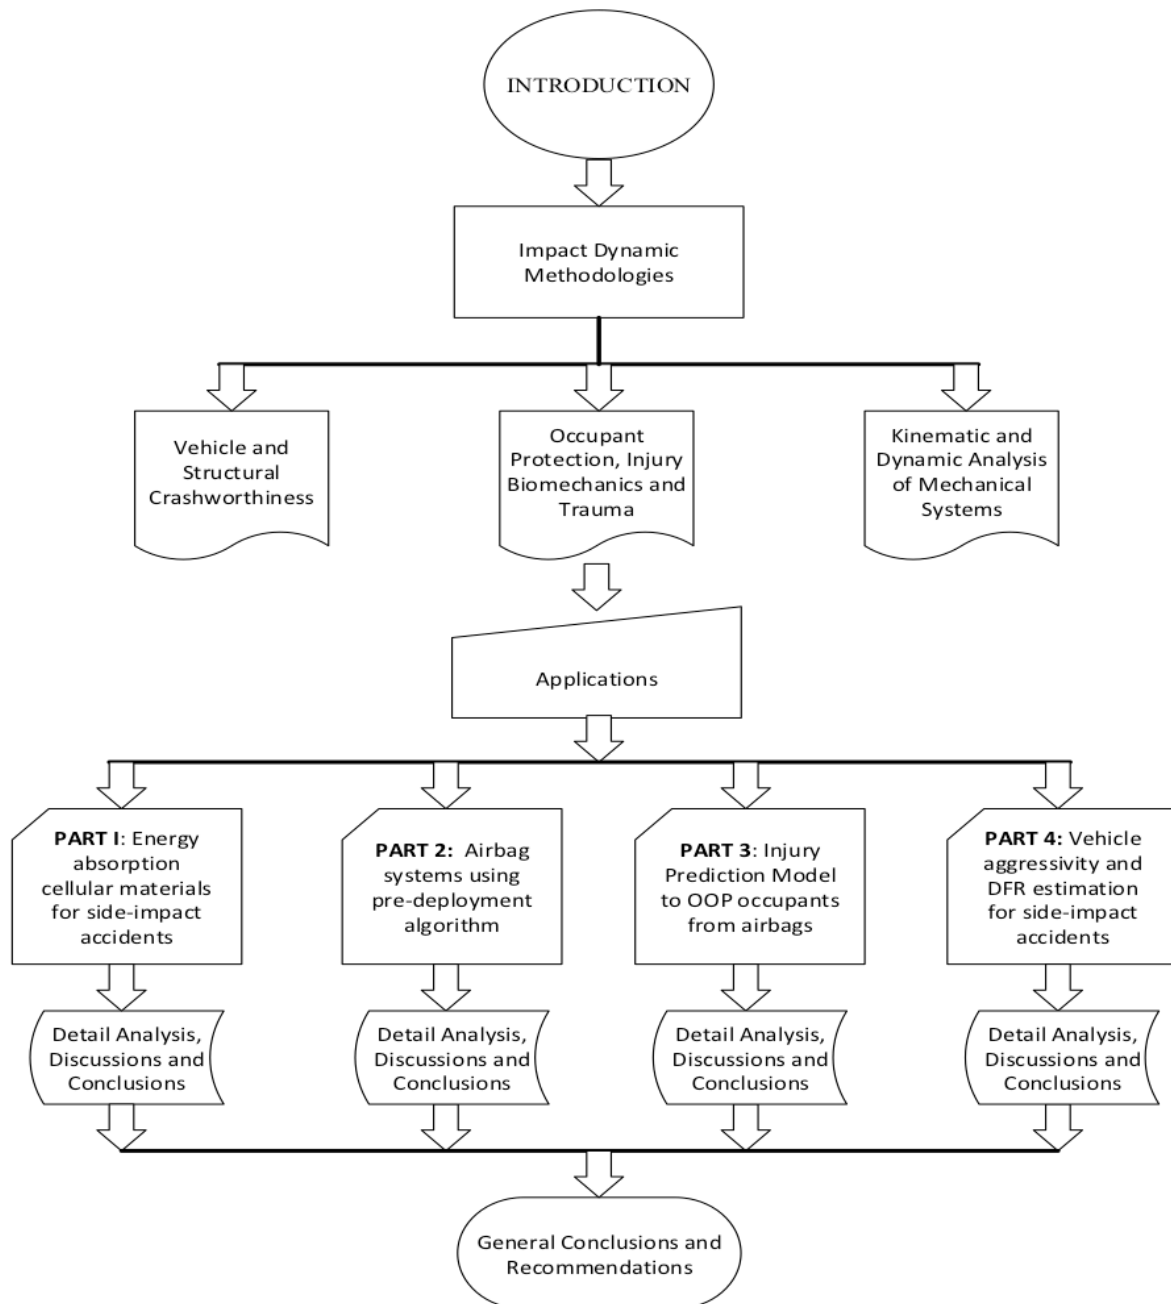 INTRODUCTION
Impact Dynamic
Methodologies
Vehicle and
Structural
Crashworthiness
Occupant
Protection, Injury
Biomechanics and
Trauma
Kinematic and
Dynamic Analysis
of Mechanical
Systems
Applications
PART I: Energy
absorption
cellular materials
for side-impact
accidents
PART 2: Airbag
systems using
pre-deployment
algorithm
PART 3: Injury
Prediction Model
to OOP occupants
from airbags
PART 4: Vehicle
aggressivity and
DFR estimation
for side-impact
accidents
Detail Analysis,
Discussions and
Conclusions
Detail Analysis,
Discussions and
Conclusions
Detail Analysis,
Discussions and
Conclusions
Detail Analysis,
Discussions and
Conclusions
General Conclusions and
Recommendations